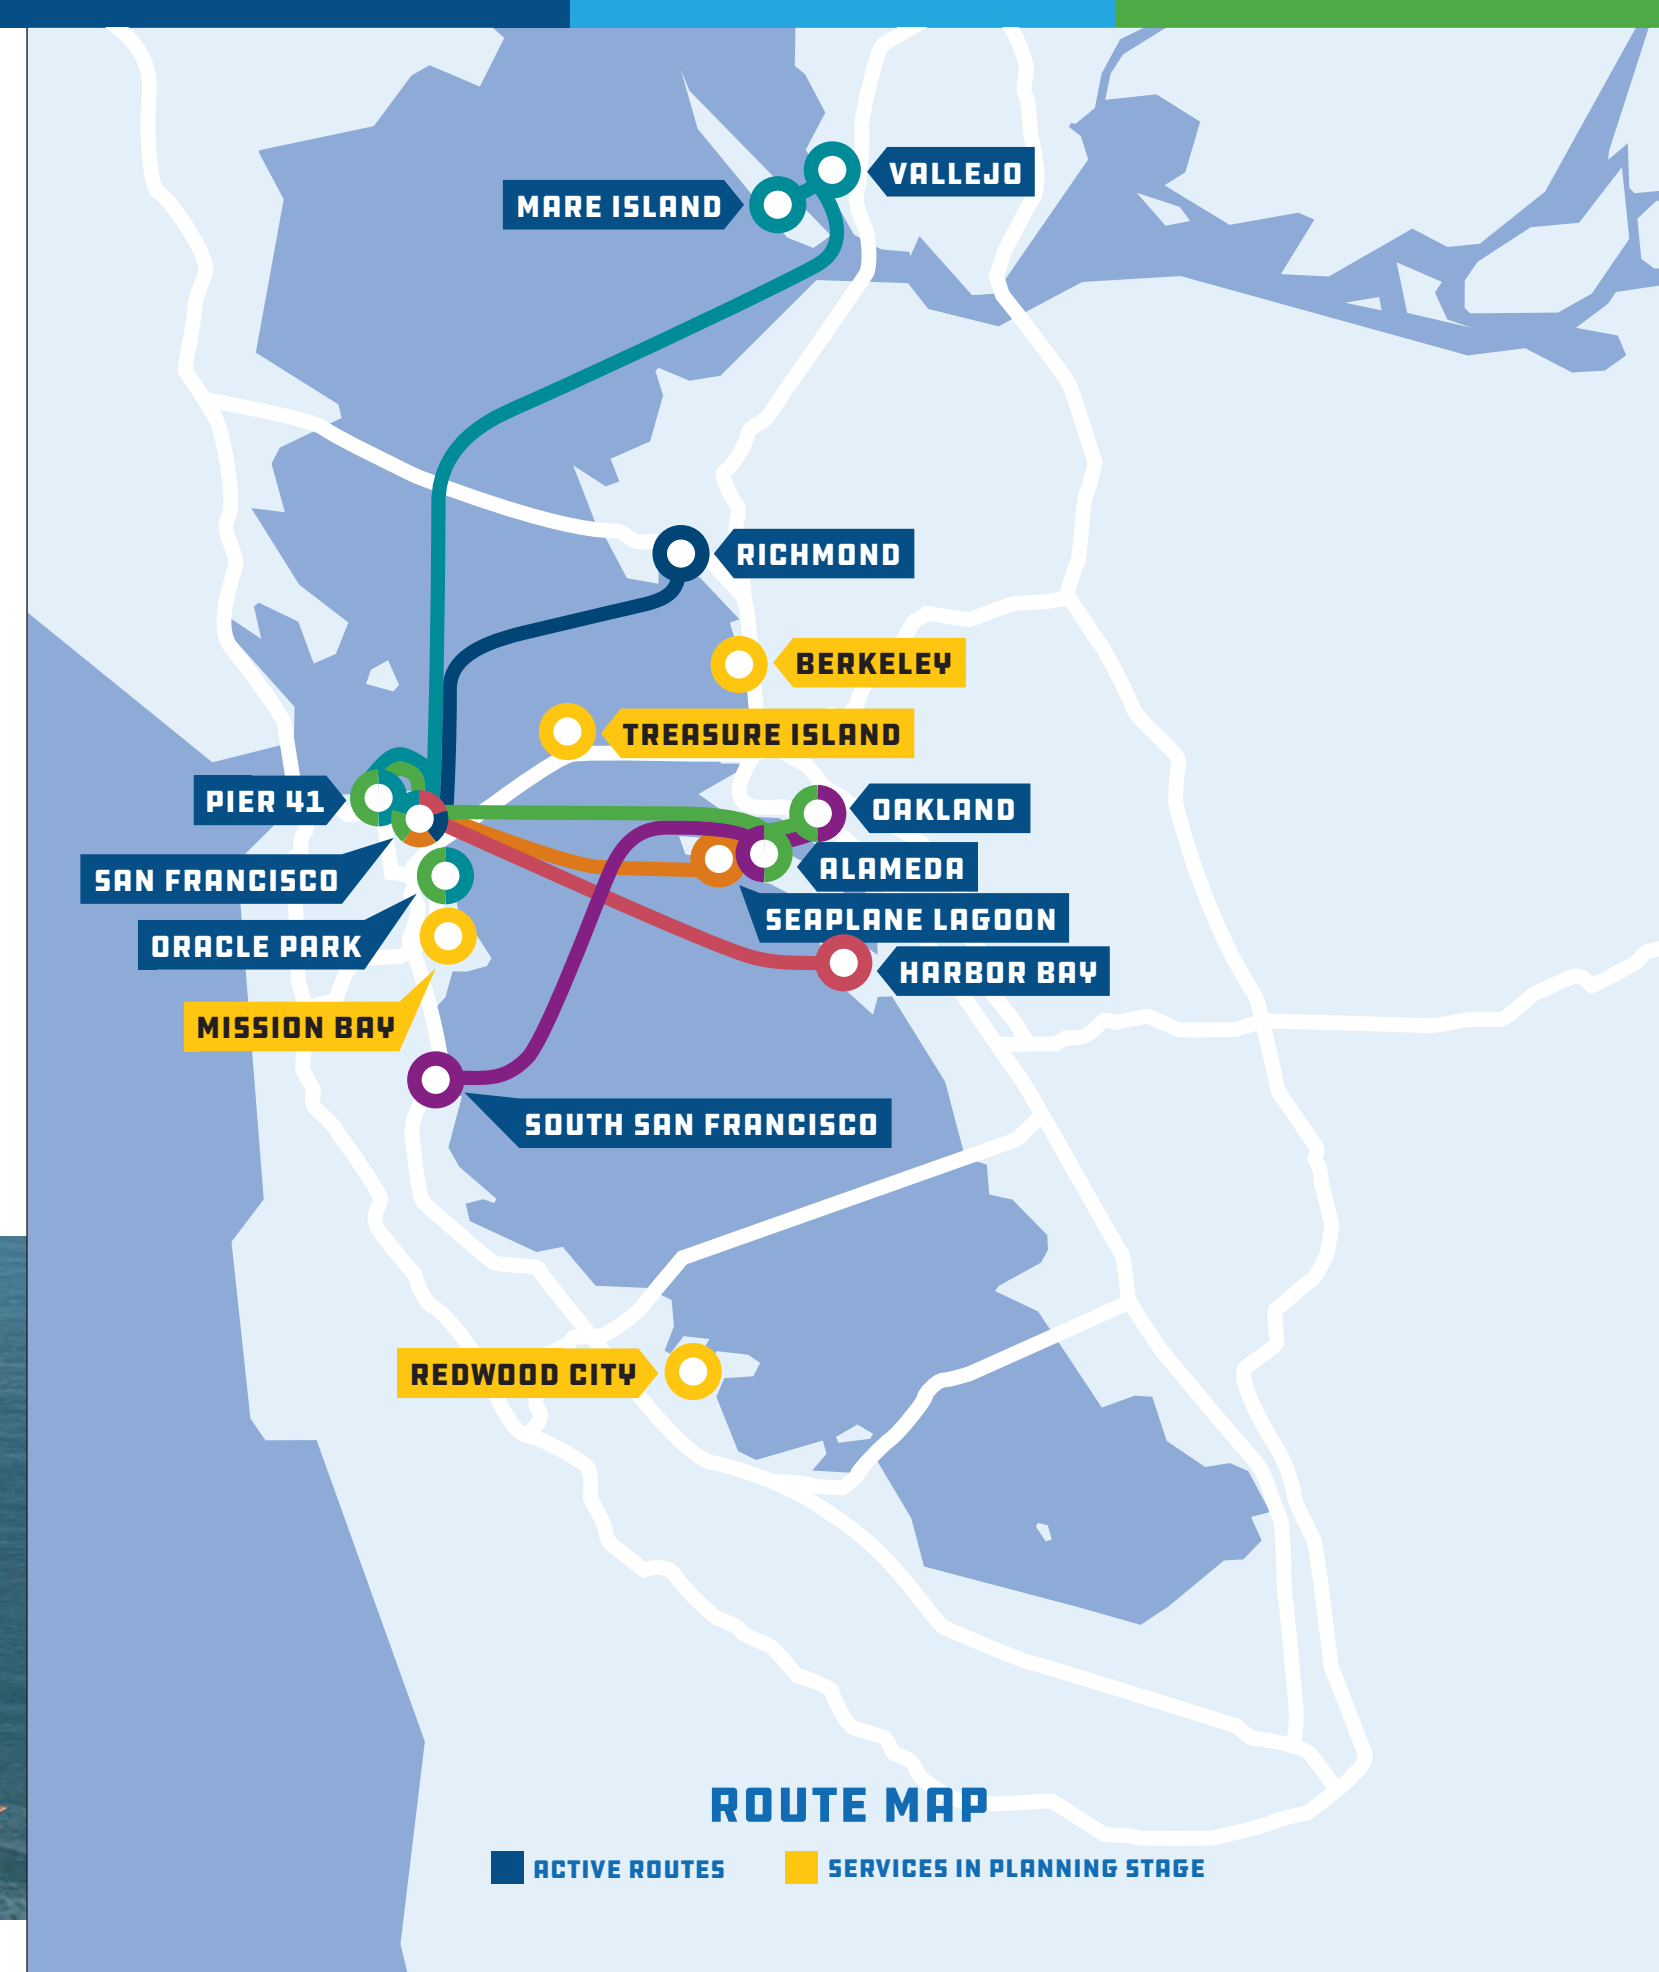 VALLEJO
MARE ISLAND
RICHMOND
BERKELEY
TREASURE ISLAND
PIER 41
OAKLAND
ALAMEDA
SAN FRANCISCO
SEAPLANE LAGOON
ORACLE PARK
HARBOR BAY
MISSION BAY
SOUTH SAN FRANCISCO
REDWOOD CITY
ROUTE MAP
ACTIVE ROUTES
SERVICES IN PLANNING STAGE